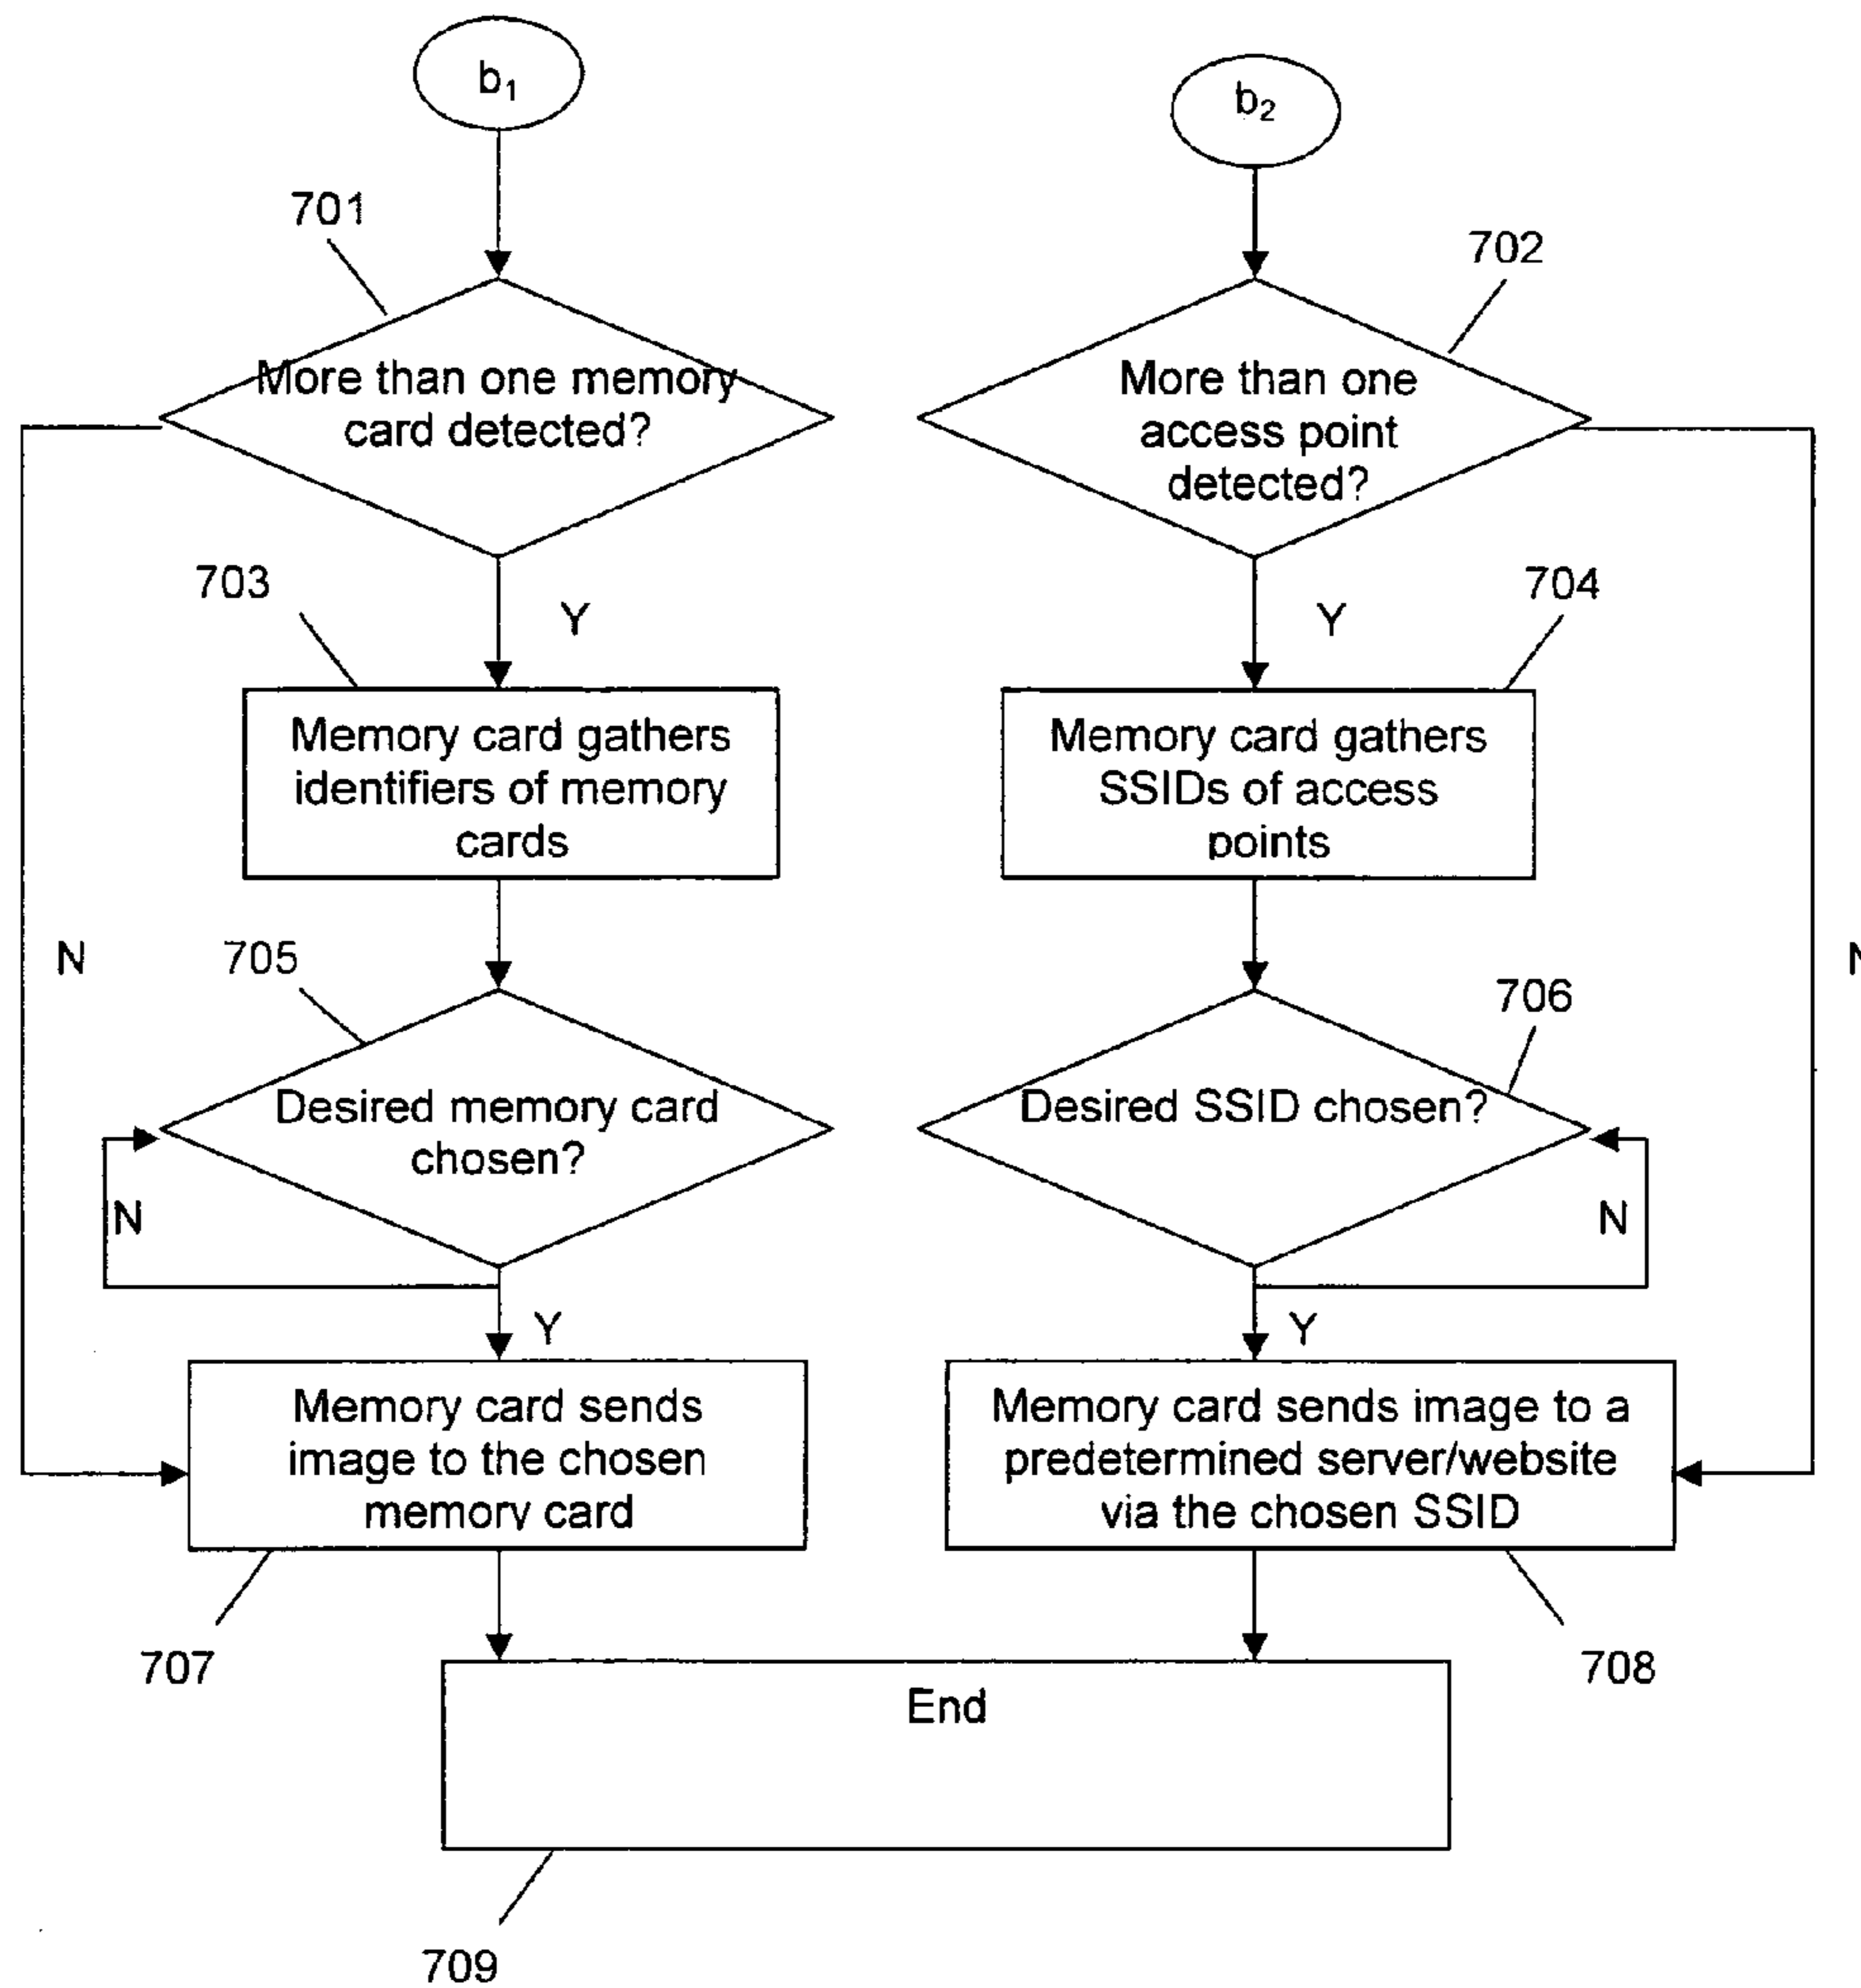 b1
b2
701
702
More than one memory
card detected?
More than one
access point
detected?
703
Y
Y
704
Memory card gathers
identifiers of memory
cards
Memory card gathers
SSIDs of access
points
N
705
N
706
Desired memory card
chosen?
Desired SSID chosen?
N
N
Y
Y
Memory card sends
image to the chosen
memory card
Memory card sends image to a
predetermined server/website
via the chosen SSID
707
708
End
709